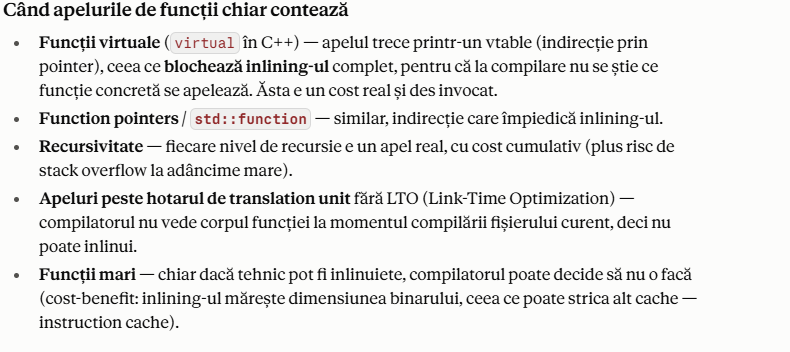 Când apelurile de funcții chiar contează
• Funcții virtuale (virtual în C++) — apelul trece printr-un vtable (indirecție prin
pointer), ceea ce blochează inlining-ul complet, pentru că la compilare nu se știe ce
funcție concretă se apelează. Ăsta e un cost real și des invocat.
• Function pointers / std::function — similar, indirecție care împiedică inlining-ul.
• Recursivitate — fiecare nivel de recursie e un apel real, cu cost cumulativ (plus risc de
stack overflow la adâncime mare).
• Apeluri peste hotarul de translation unit fără LTO (Link-Time Optimization) —
compilatorul nu vede corpul funcției la momentul compilării fișierului curent, deci nu
poate inlinui.
• Funcții mari — chiar dacă tehnic pot fi inlinuiete, compilatorul poate decide să nu o facă
(cost-benefit: inlining-ul mărește dimensiunea binarului, ceea ce poate strica alt cache —
instruction cache).